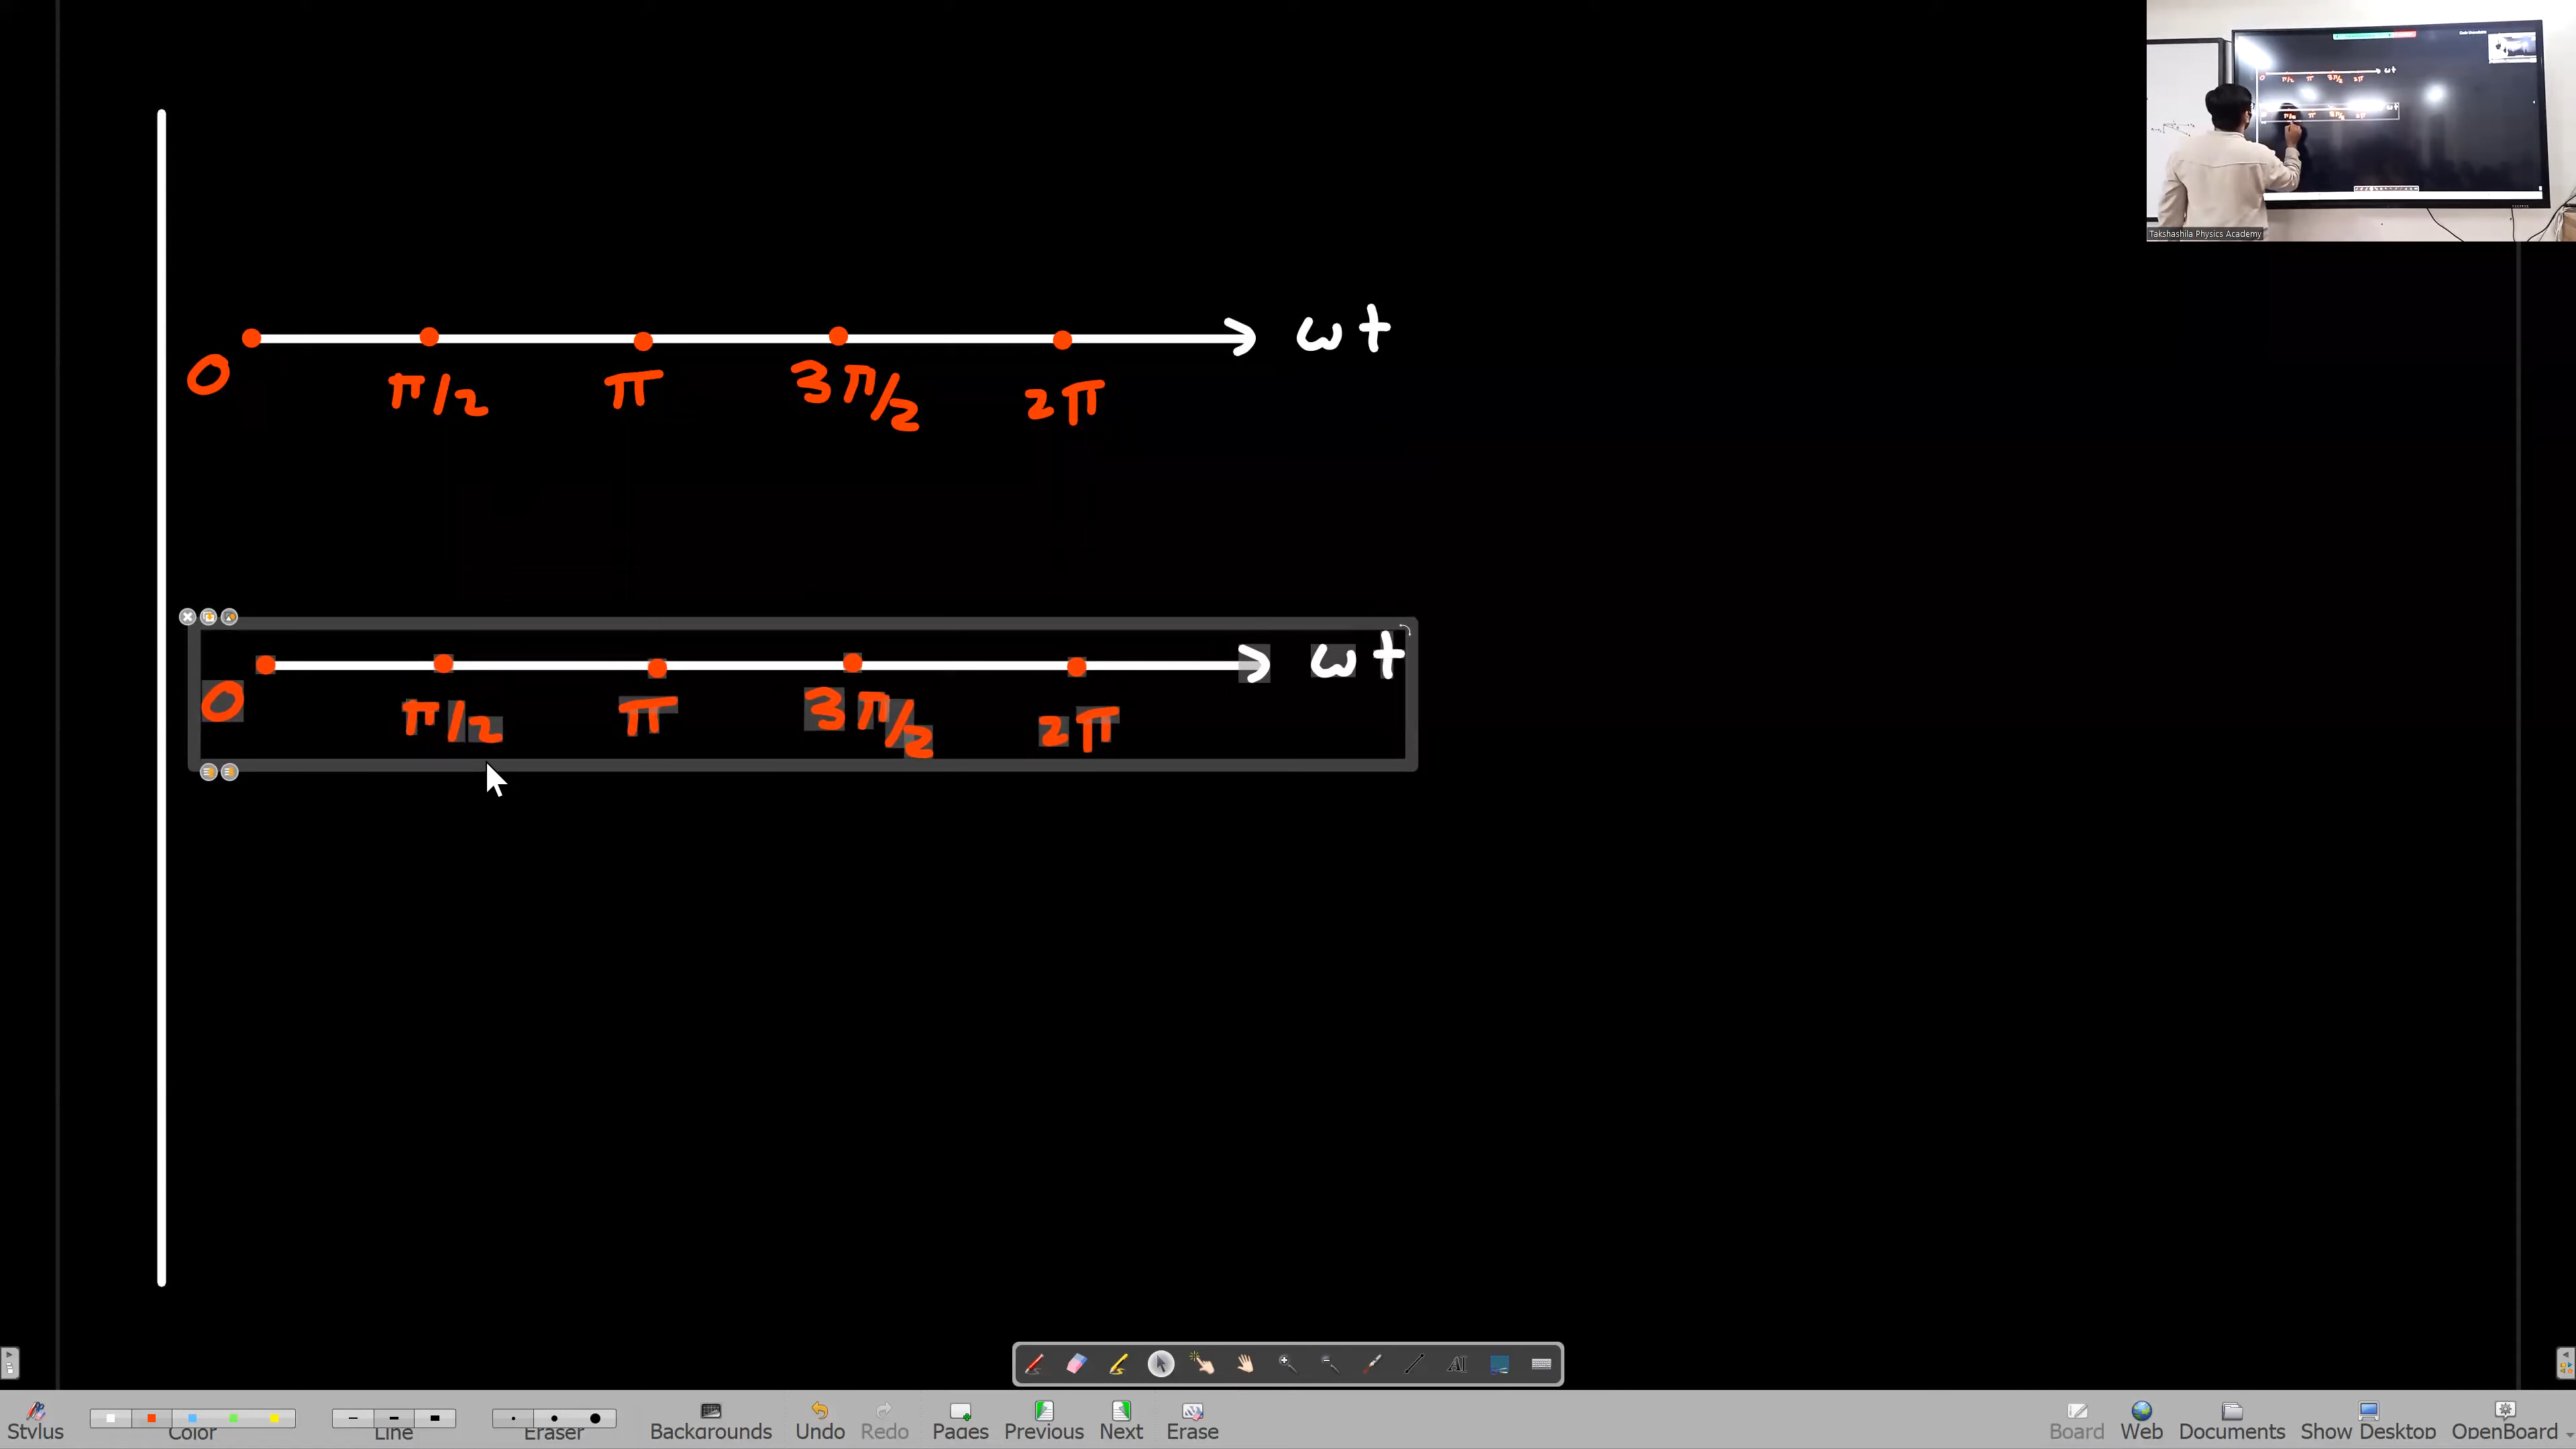 Takshashila Physics Academy
ωt
0 π/2 π 3π/2 2π
ωt
0 π/2 π 3π/2 2π
AI
Stylus Color Line Eraser Backgrounds Undo Redo Pages Previous Next Erase Board Web Documents Show Desktop OpenBoard